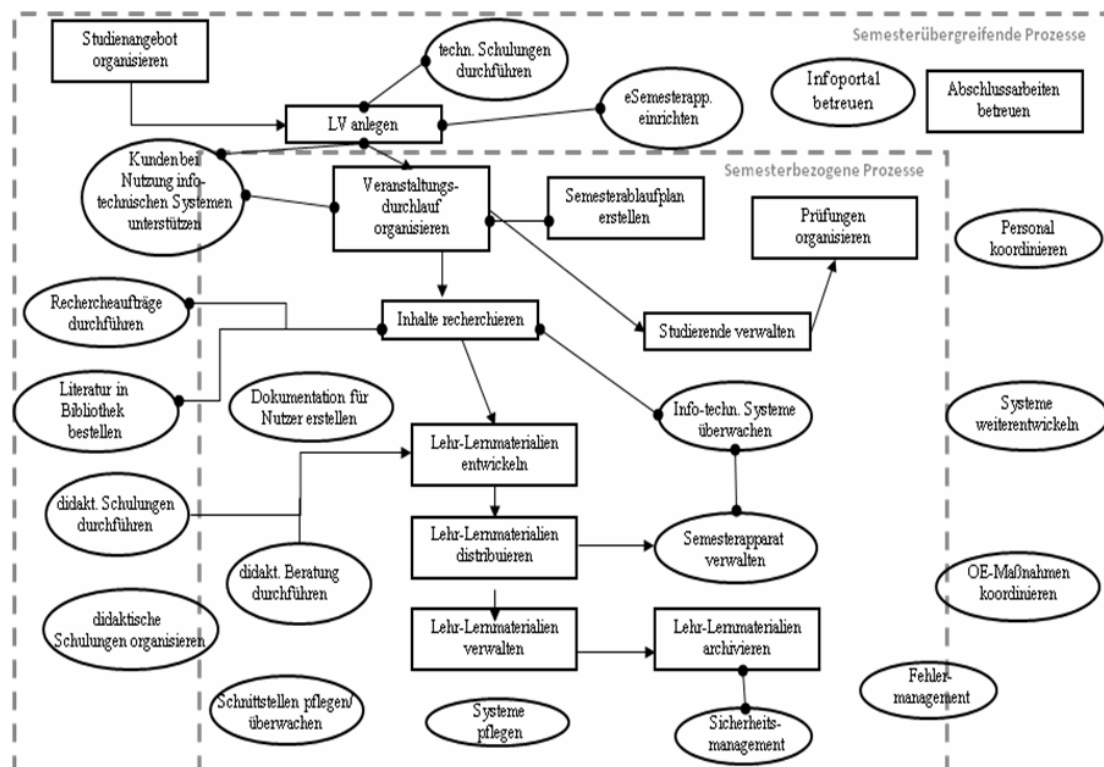 Semesterübergreifende Prozesse
Studienangebot
organisieren
techn. Schulungen
durchführen
Infoportal
betreuen
Abschlussarbeiten
betreuen
eSemesterapp.
einrichten
LV anlegen
Semesterbezogene Prozesse
Kunden bei
Nutzung info-
technischen Systemen
unterstützen
Veranstaltungs-
durchlauf
organisieren
Semesterablaufplan
erstellen
Prüfungen
organisieren
Personal
koordinieren
Rechercheaufträge
durchführen
Inhalte recherchieren
Studierende verwalten
Literatur in
Bibliothek
bestellen
Dokumentation für
Nutzer erstellen
Info-techn. Systeme
überwachen
Systeme
weiterentwickeln
Lehr-Lernmaterialien
entwickeln
didakt. Schulungen
durchführen
Lehr-Lernmaterialien
distribuieren
Semesterapparat
verwalten
didakt. Beratung
durchführen
OE-Maßnahmen
koordinieren
didaktische
Schulungen organisieren
Lehr-Lernmaterialien
verwalten
Lehr-Lernmaterialien
archivieren
Fehler-
management
Schnittstellen pflegen/
überwachen
Systeme
pflegen
Sicherheits-
management